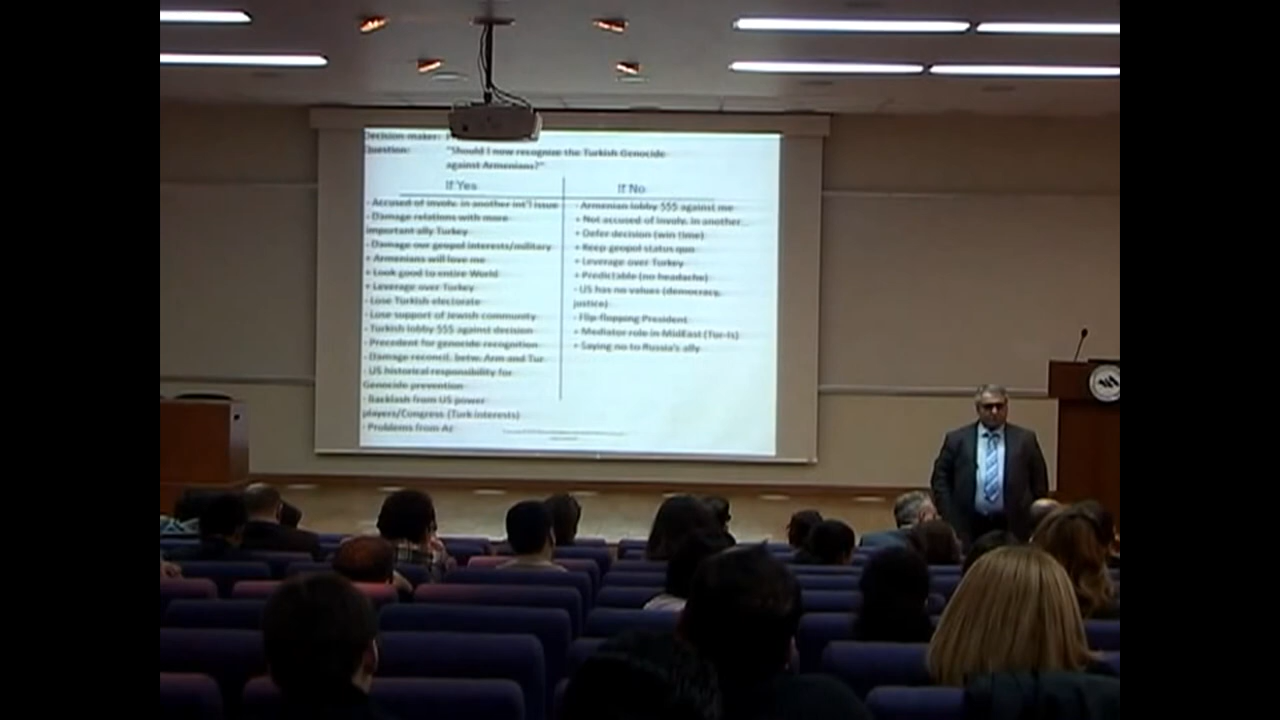 Decision maker:
Question: "Should I now recognize the Turkish Genocide
against Armenians?"
If Yes
- Accused of involv. in another int'l issue
- Damage relations with more
important ally Turkey
- Damage our geopol interests/military
+ Armenians will love me
+ Look good to entire World
+ Leverage over Turkey
- Lose Turkish electorate
- Lose support of Jewish community
- Turkish lobby $$$ against decision
- Precedent for genocide recognition
- Damage reconcil. betw. Arm and Tur
- US historical responsibility for
Genocide prevention
- Backlash from US power
players/Congress (Turk interests)
- Problems from Az
If No
- Armenian lobby $$$ against me
+ Not accused of involv. in another...
+ Defer decision (win time)
+ Keep geopol status quo
+ Leverage over Turkey
+ Predictable (no headache)
- US has no values (democracy,
justice)
- Flip-flopping President
+ Mediator role in MidEast (Tur-Is)
+ Saying no to Russia's ally